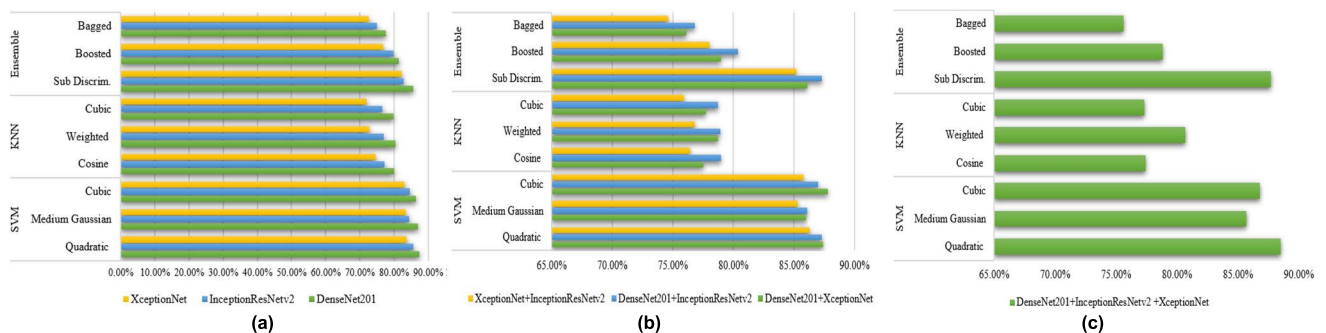 Ensemble
Bagged
Boosted
Sub Discrim.
KNN
Cubic
Weighted
Cosine
SVM
Cubic
Medium Gaussian
Quadratic
0.00% 10.00% 20.00% 30.00% 40.00% 50.00% 60.00% 70.00% 80.00% 90.00%
XceptionNet InceptionResNetv2 DenseNet201
(a)
Ensemble
Bagged
Boosted
Sub Discrim.
KNN
Cubic
Weighted
Cosine
SVM
Cubic
Medium Gaussian
Quadratic
65.00% 70.00% 75.00% 80.00% 85.00% 90.00%
XceptionNet+InceptionResNetv2 DenseNet201+InceptionResNetv2 DenseNet201+XceptionNet
(b)
Ensemble
Bagged
Boosted
Sub Discrim.
KNN
Cubic
Weighted
Cosine
SVM
Cubic
Medium Gaussian
Quadratic
65.00% 70.00% 75.00% 80.00% 85.00% 90.00%
DenseNet201+InceptionResNetv2 +XceptionNet
(c)